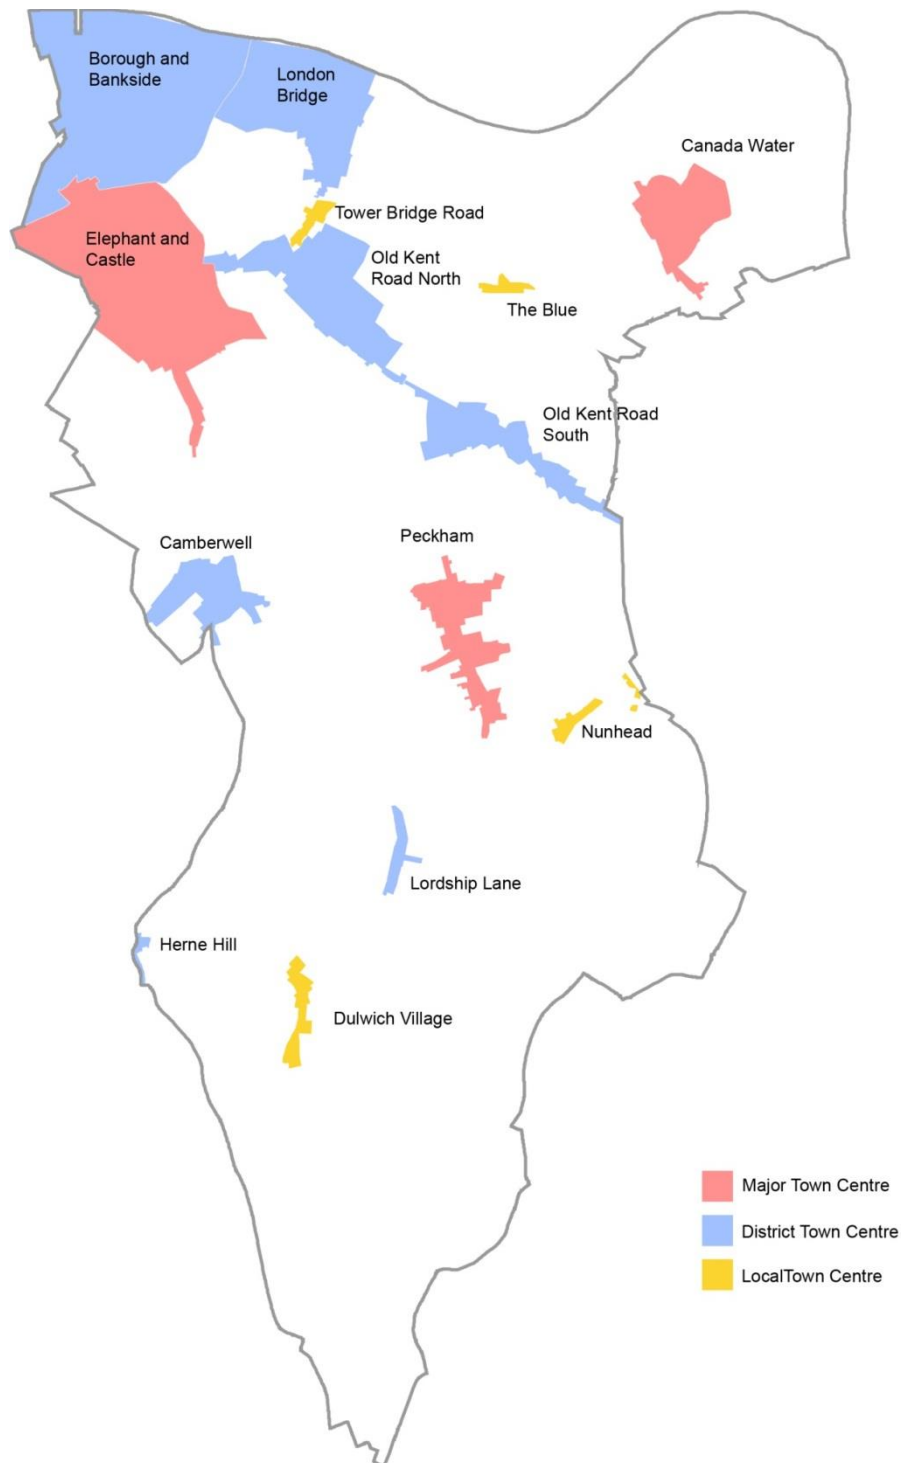 Borough and
Bankside
London
Bridge
Canada Water
Tower Bridge Road
Elephant and
Castle
Old Kent
Road North
The Blue
Old Kent Road
South
Camberwell
Peckham
Nunhead
Lordship Lane
Herne Hill
Dulwich Village
Major Town Centre
District Town Centre
LocalTown Centre